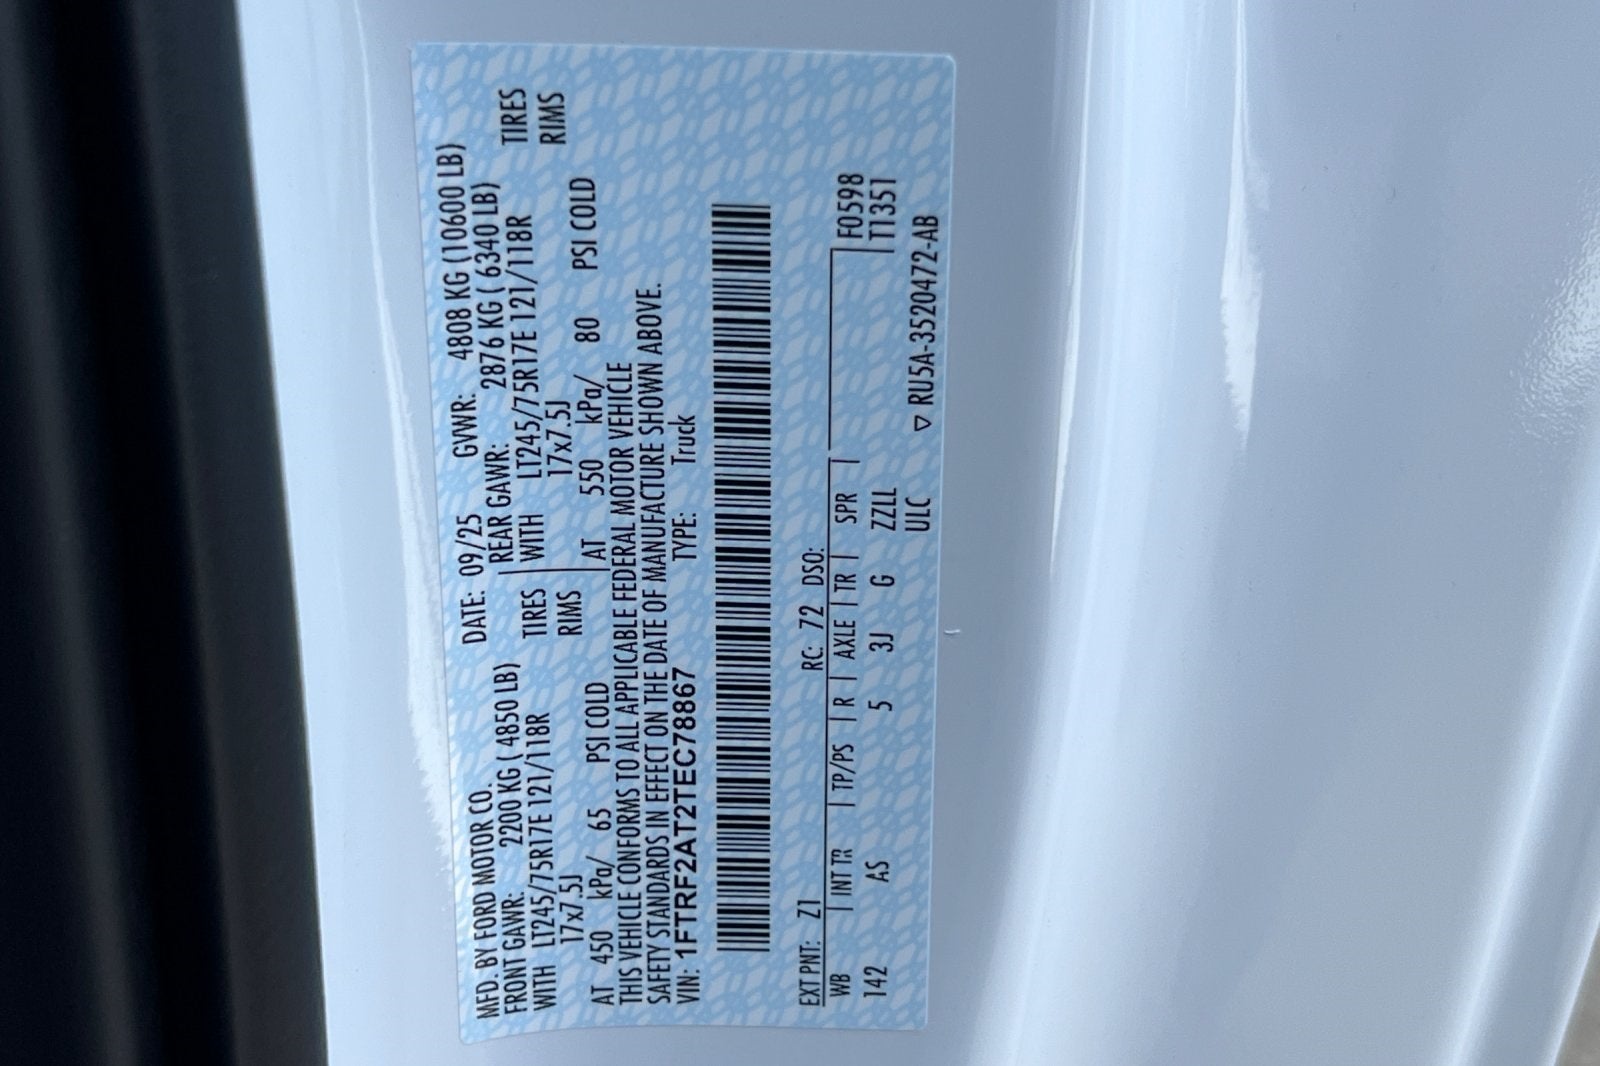 MFD. BY FORD MOTOR CO. DATE: 09/25 GVWR: 4808 KG (10600 LB)
FRONT GAWR: 2200 KG ( 4850 LB) REAR GAWR: 2876 KG ( 6340 LB)
WITH LT245/75R17E 121/118R TIRES WITH LT245/75R17E 121/118R TIRES
17x7.5J RIMS 17x7.5J RIMS
AT 450 kPa/ 65 PSI COLD AT 550 kPa/ 80 PSI COLD
THIS VEHICLE CONFORMS TO ALL APPLICABLE FEDERAL MOTOR VEHICLE
SAFETY STANDARDS IN EFFECT ON THE DATE OF MANUFACTURE SHOWN ABOVE.
VIN: 1FTRF2AT2TEC78867 TYPE: Truck
EXT PNT: Z1 RC: 72 DSO:
WB | INT TR | TP/PS | R | AXLE | TR | SPR | F0598
142 AS 5 3J G ZZLL T1351
ULC ▽ RU5A-3520472-AB